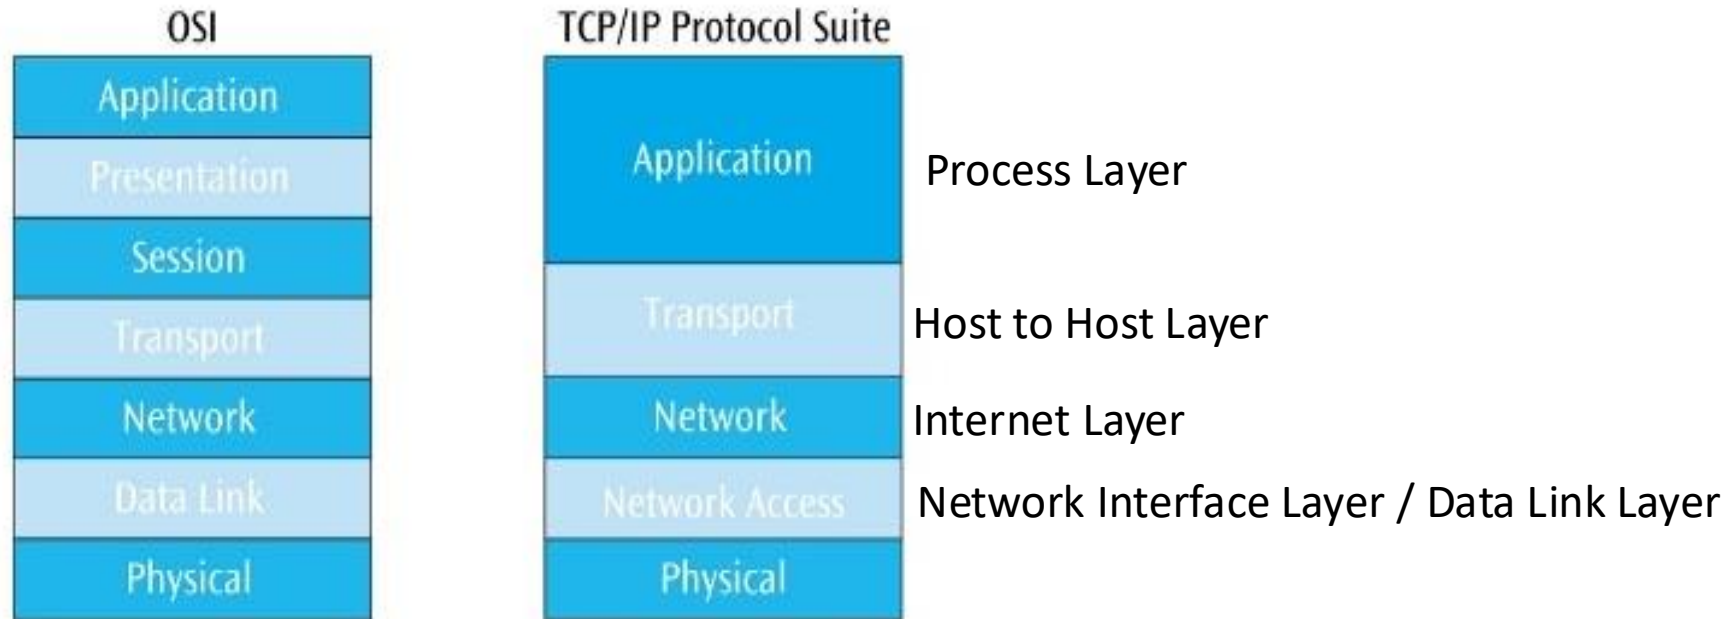 OSI
Application
Presentation
Session
Transport
Network
Data Link
Physical
TCP/IP Protocol Suite
Application
Process Layer
Transport
Host to Host Layer
Network
Internet Layer
Network Access
Network Interface Layer / Data Link Layer
Physical